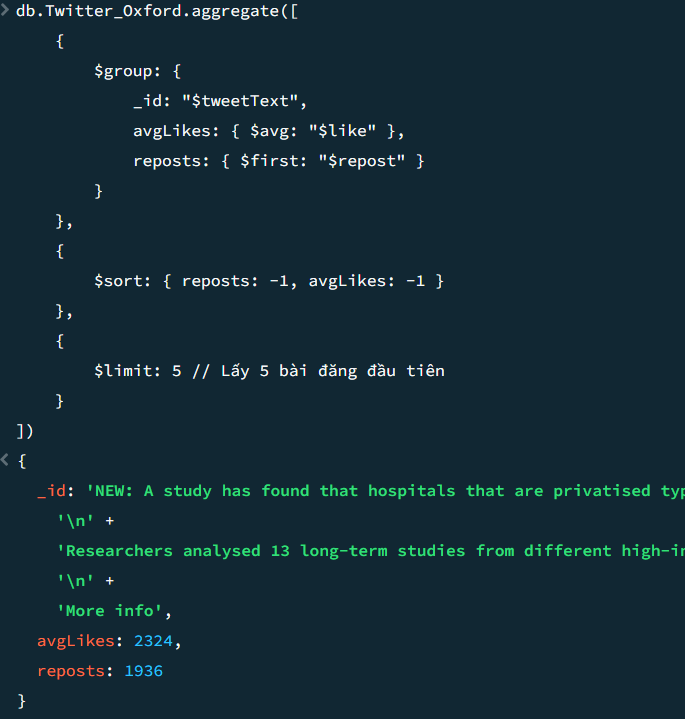 > db.Twitter_Oxford.aggregate([
{
$group: {
_id: "$tweetText",
avgLikes: { $avg: "$like" },
reposts: { $first: "$repost" }
}
},
{
$sort: { reposts: -1, avgLikes: -1 }
},
{
$limit: 5 // Lấy 5 bài đăng đầu tiên
}
])
< {
_id: 'NEW: A study has found that hospitals that are privatised typ
'\n' +
'Researchers analysed 13 long-term studies from different high-in
'\n' +
'More info',
avgLikes: 2324,
reposts: 1936
}